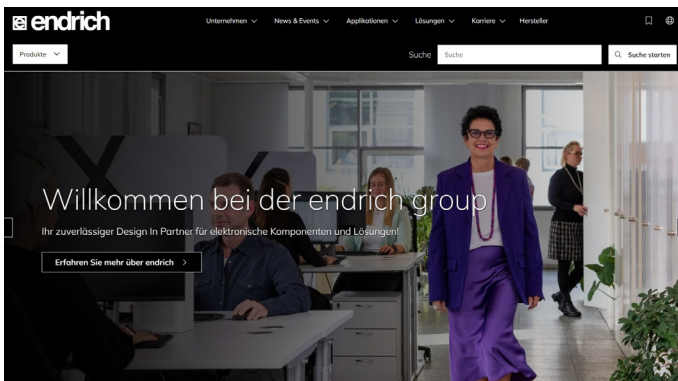 endrich
Unternehmen
News & Events
Applikationen
Lösungen
Karriere
Hersteller
Produkte
Suche
Suche
Suche starten
Willkommen bei der endrich group
Ihr zuverlässiger Design In Partner für elektronische Komponenten und Lösungen!
Erfahren Sie mehr über endrich